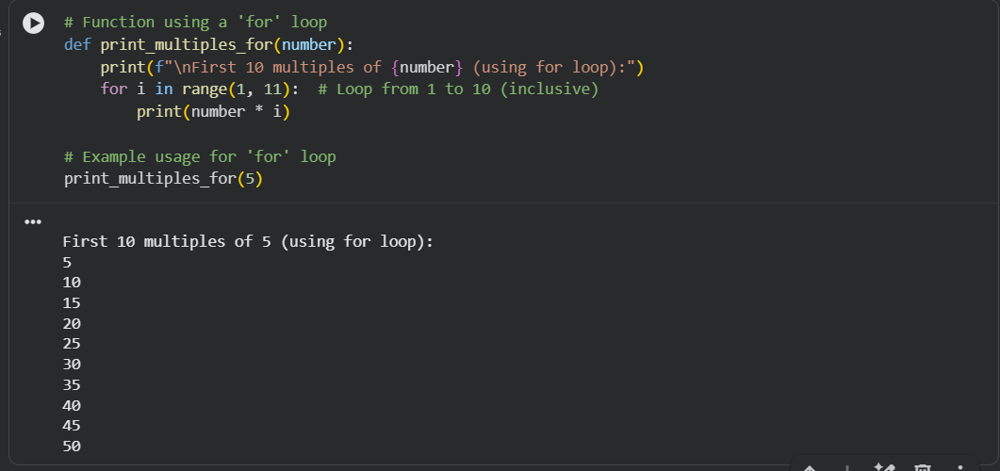 # Function using a 'for' loop
def print_multiples_for(number):
    print(f"\nFirst 10 multiples of {number} (using for loop):")
    for i in range(1, 11):  # Loop from 1 to 10 (inclusive)
        print(number * i)

# Example usage for 'for' loop
print_multiples_for(5)

First 10 multiples of 5 (using for loop):
5
10
15
20
25
30
35
40
45
50